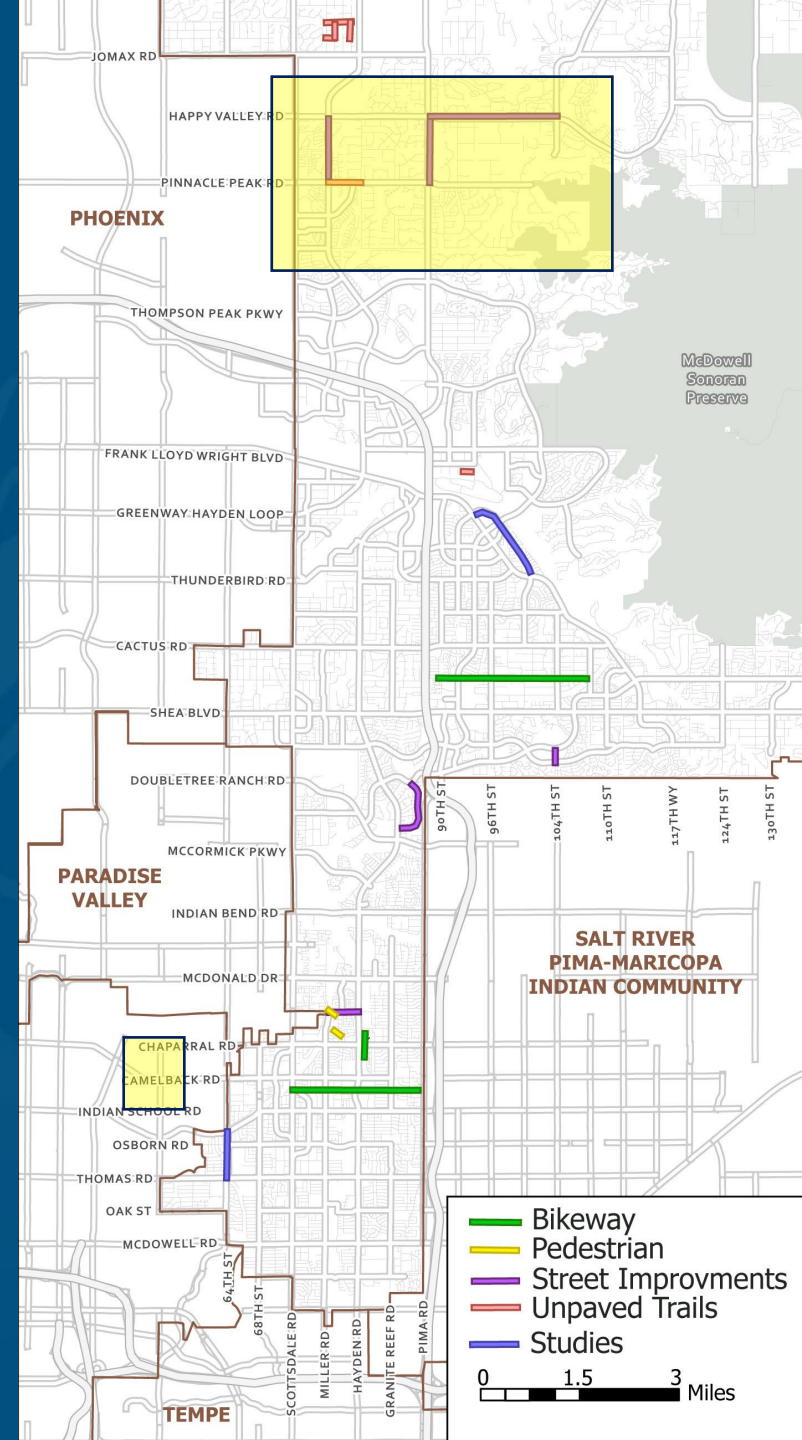 JOMAX RD
HAPPY VALLEY RD
PINNACLE PEAK RD
PHOENIX
THOMPSON PEAK PKWY
McDowell
Sonoran
Preserve
FRANK LLOYD WRIGHT BLVD
GREENWAY HAYDEN LOOP
THUNDERBIRD RD
CACTUS RD
SHEA BLVD
DOUBLETREE RANCH RD
90TH ST
96TH ST
104TH ST
110TH ST
117TH WY
124TH ST
130TH ST
MCCORMICK PKWY
PARADISE
VALLEY
INDIAN BEND RD
SALT RIVER
PIMA-MARICOPA
INDIAN COMMUNITY
MCDONALD DR
CHAPARRAL RD
CAMELBACK RD
INDIAN SCHOOL RD
OSBORN RD
THOMAS RD
OAK ST
MCDOWELL RD
64TH ST
68TH ST
SCOTTSDALE RD
MILLER RD
HAYDEN RD
GRANITE REEF RD
PIMA RD
TEMPE
Bikeway
Pedestrian
Street Improvments
Unpaved Trails
Studies
0 1.5 3
Miles